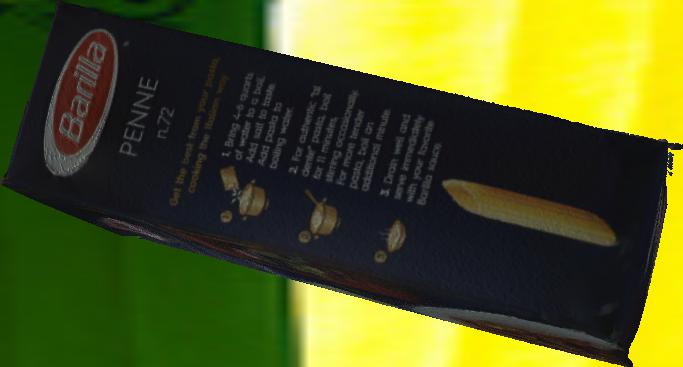 Barilla
PENNE
n.72
Get the best from your pasta,
cooking the Italian way
1. Bring 4-6 quarts
of water to a boil.
Add salt to taste.
Add pasta to
boiling water.
2. For authentic "al
dente" pasta, boil
for 11 minutes,
stirring occasionally.
For more tender
pasta, boil an
additional minute.
3. Drain well and
serve immediately
with your favorite
Barilla sauce.